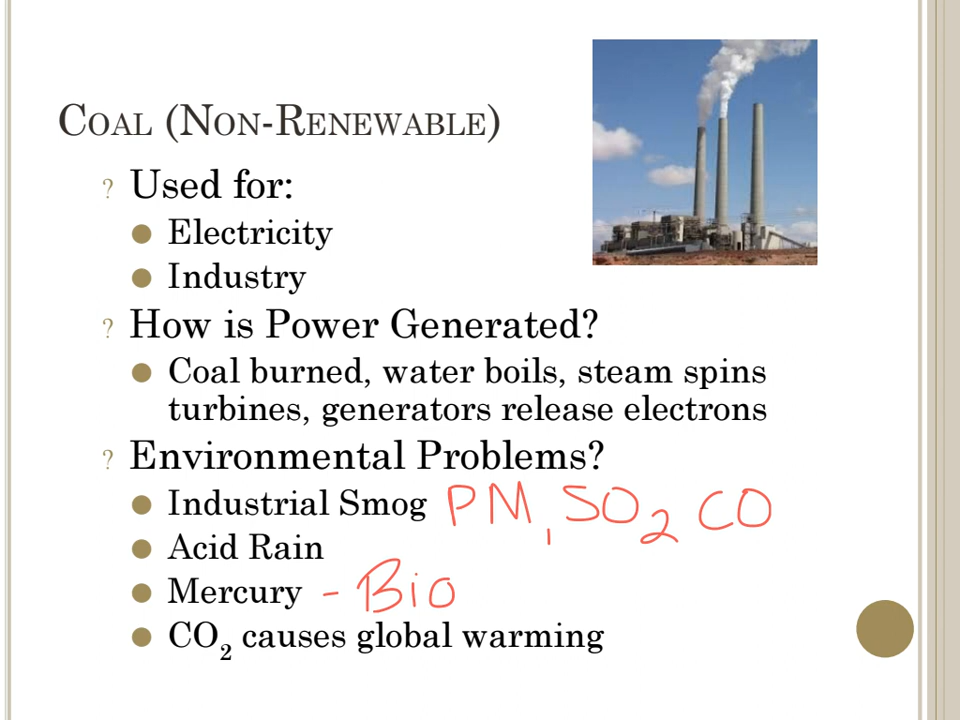 COAL (NON-RENEWABLE)
? Used for:
● Electricity
● Industry
? How is Power Generated?
● Coal burned, water boils, steam spins
turbines, generators release electrons
? Environmental Problems?
● Industrial Smog PM, SO₂ CO
● Acid Rain
● Mercury - Bio
● CO₂ causes global warming